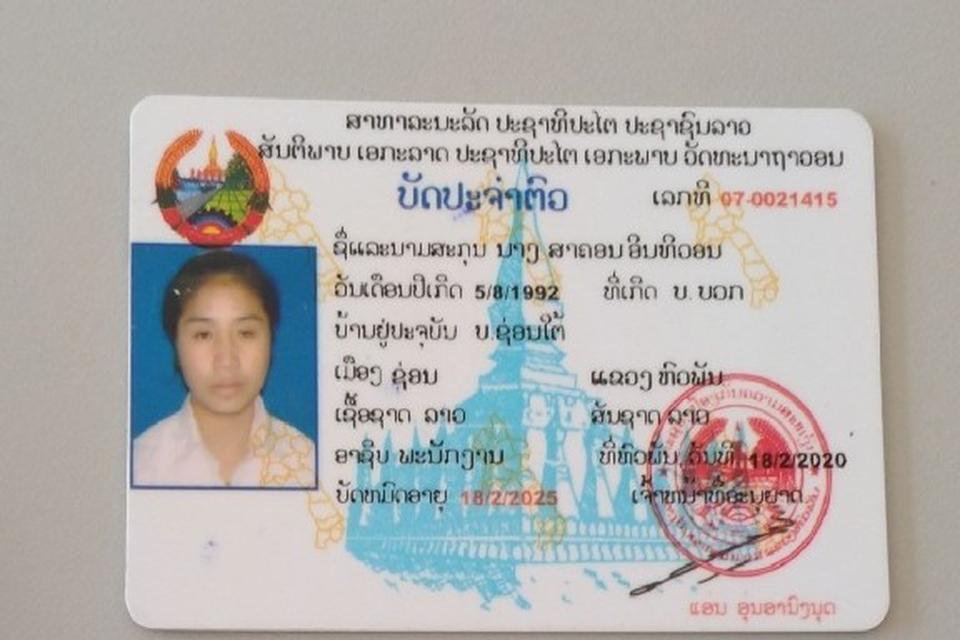 ສາທາລະນະລັດ ປະຊາທິປະໄຕ ປະຊາຊົນລາວ
ສັນຕິພາບ ເອກະລາດ ປະຊາທິປະໄຕ ເອກະພາບ ວັດທະນາຖາວອນ
ບັດປະຈຳຕົວ ເລກທີ 07-0021415
ຊື່ແລະນາມສະກຸນ ນາງ ສາຄອນ ອິນທິວອນ
ວັນເດືອນປີເກີດ 5/8/1992 ທີ່ເກີດ ບ.ບວກ
ບ້ານຢູ່ປະຈຸບັນ ບ.ຊ່ອນໃຕ້
ເມືອງ ຊ່ອນ ແຂວງ ຫົວພັນ
ເຊື້ອຊາດ ລາວ ສັນຊາດ ລາວ
ອາຊີບ ພະນັກງານ ທີ່ຫົວພັນ, ວັນທີ 18/2/2020
ບັດຫມົດອາຍຸ 18/2/2025 ເຈົ້າຫນ້າທີ່ອະນຸຍາດ
ແອນ ອຸນອານົງນຸດ